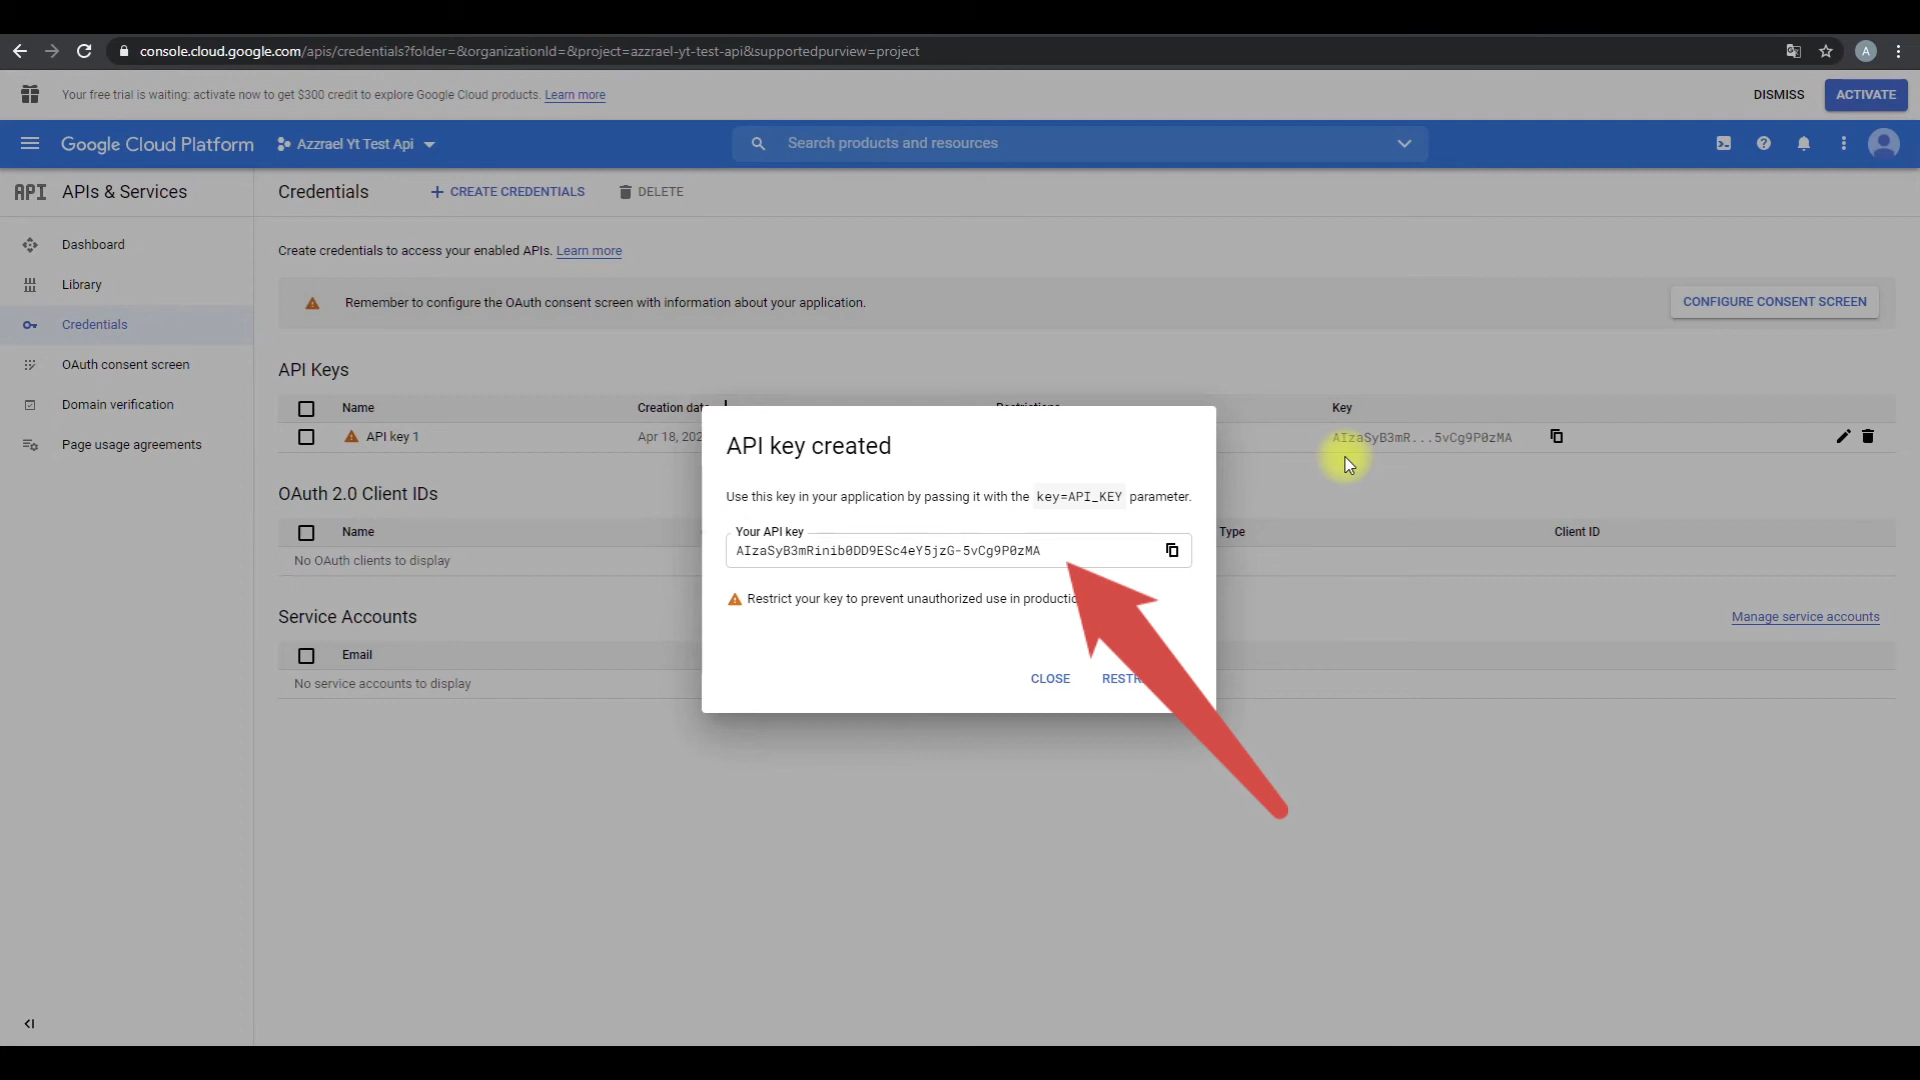 console.cloud.google.com/apis/credentials?folder=&organizationId=&project=azzrael-yt-test-api&supportedpurview=project
A
Your free trial is waiting: activate now to get $300 credit to explore Google Cloud products. Learn more
DISMISS
ACTIVATE
Google Cloud Platform
Azzrael Yt Test Api
Search products and resources
API APIs & Services
Credentials
CREATE CREDENTIALS
DELETE
Dashboard
Library
Credentials
OAuth consent screen
Domain verification
Page usage agreements
Create credentials to access your enabled APIs. Learn more
Remember to configure the OAuth consent screen with information about your application.
CONFIGURE CONSENT SCREEN
API Keys
Name
Creation date
Restrictions
Key
API key 1
Apr 18, 202
AIzaSyB3mR...5vCg9P0zMA
API key created
Use this key in your application by passing it with the key=API_KEY parameter.
Your API key
AIzaSyB3mRinib0DD9ESc4eY5jzG-5vCg9P0zMA
Restrict your key to prevent unauthorized use in productio
CLOSE
RESTR
OAuth 2.0 Client IDs
Name
Type
Client ID
No OAuth clients to display
Service Accounts
Manage service accounts
Email
No service accounts to display